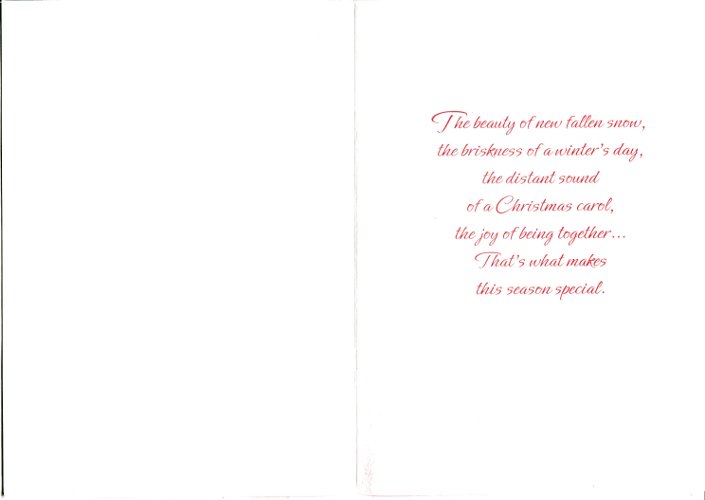 The beauty of new fallen snow,
the briskness of a winter's day,
the distant sound
of a Christmas carol,
the joy of being together...
That's what makes
this season special.